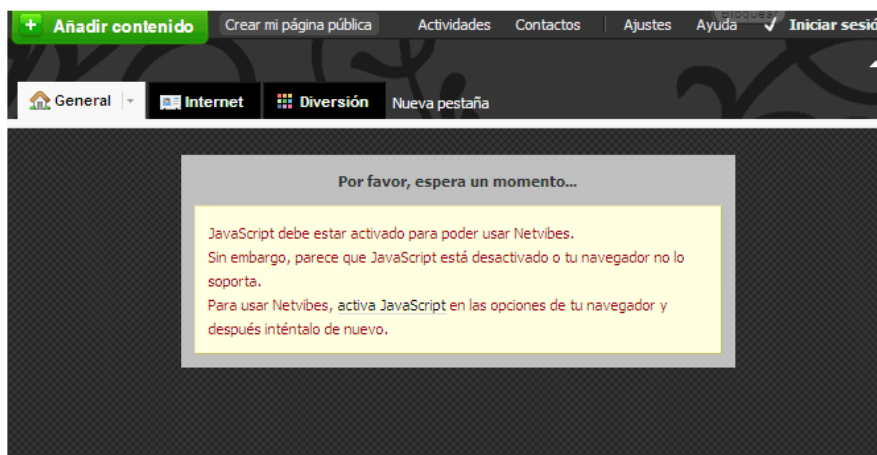 Añadir contenido Crear mi página pública Actividades Contactos Ajustes Ayuda Bloquear Iniciar sesió
General Internet Diversión Nueva pestaña
Por favor, espera un momento...
JavaScript debe estar activado para poder usar Netvibes.
Sin embargo, parece que JavaScript está desactivado o tu navegador no lo
soporta.
Para usar Netvibes, activa JavaScript en las opciones de tu navegador y
después inténtalo de nuevo.